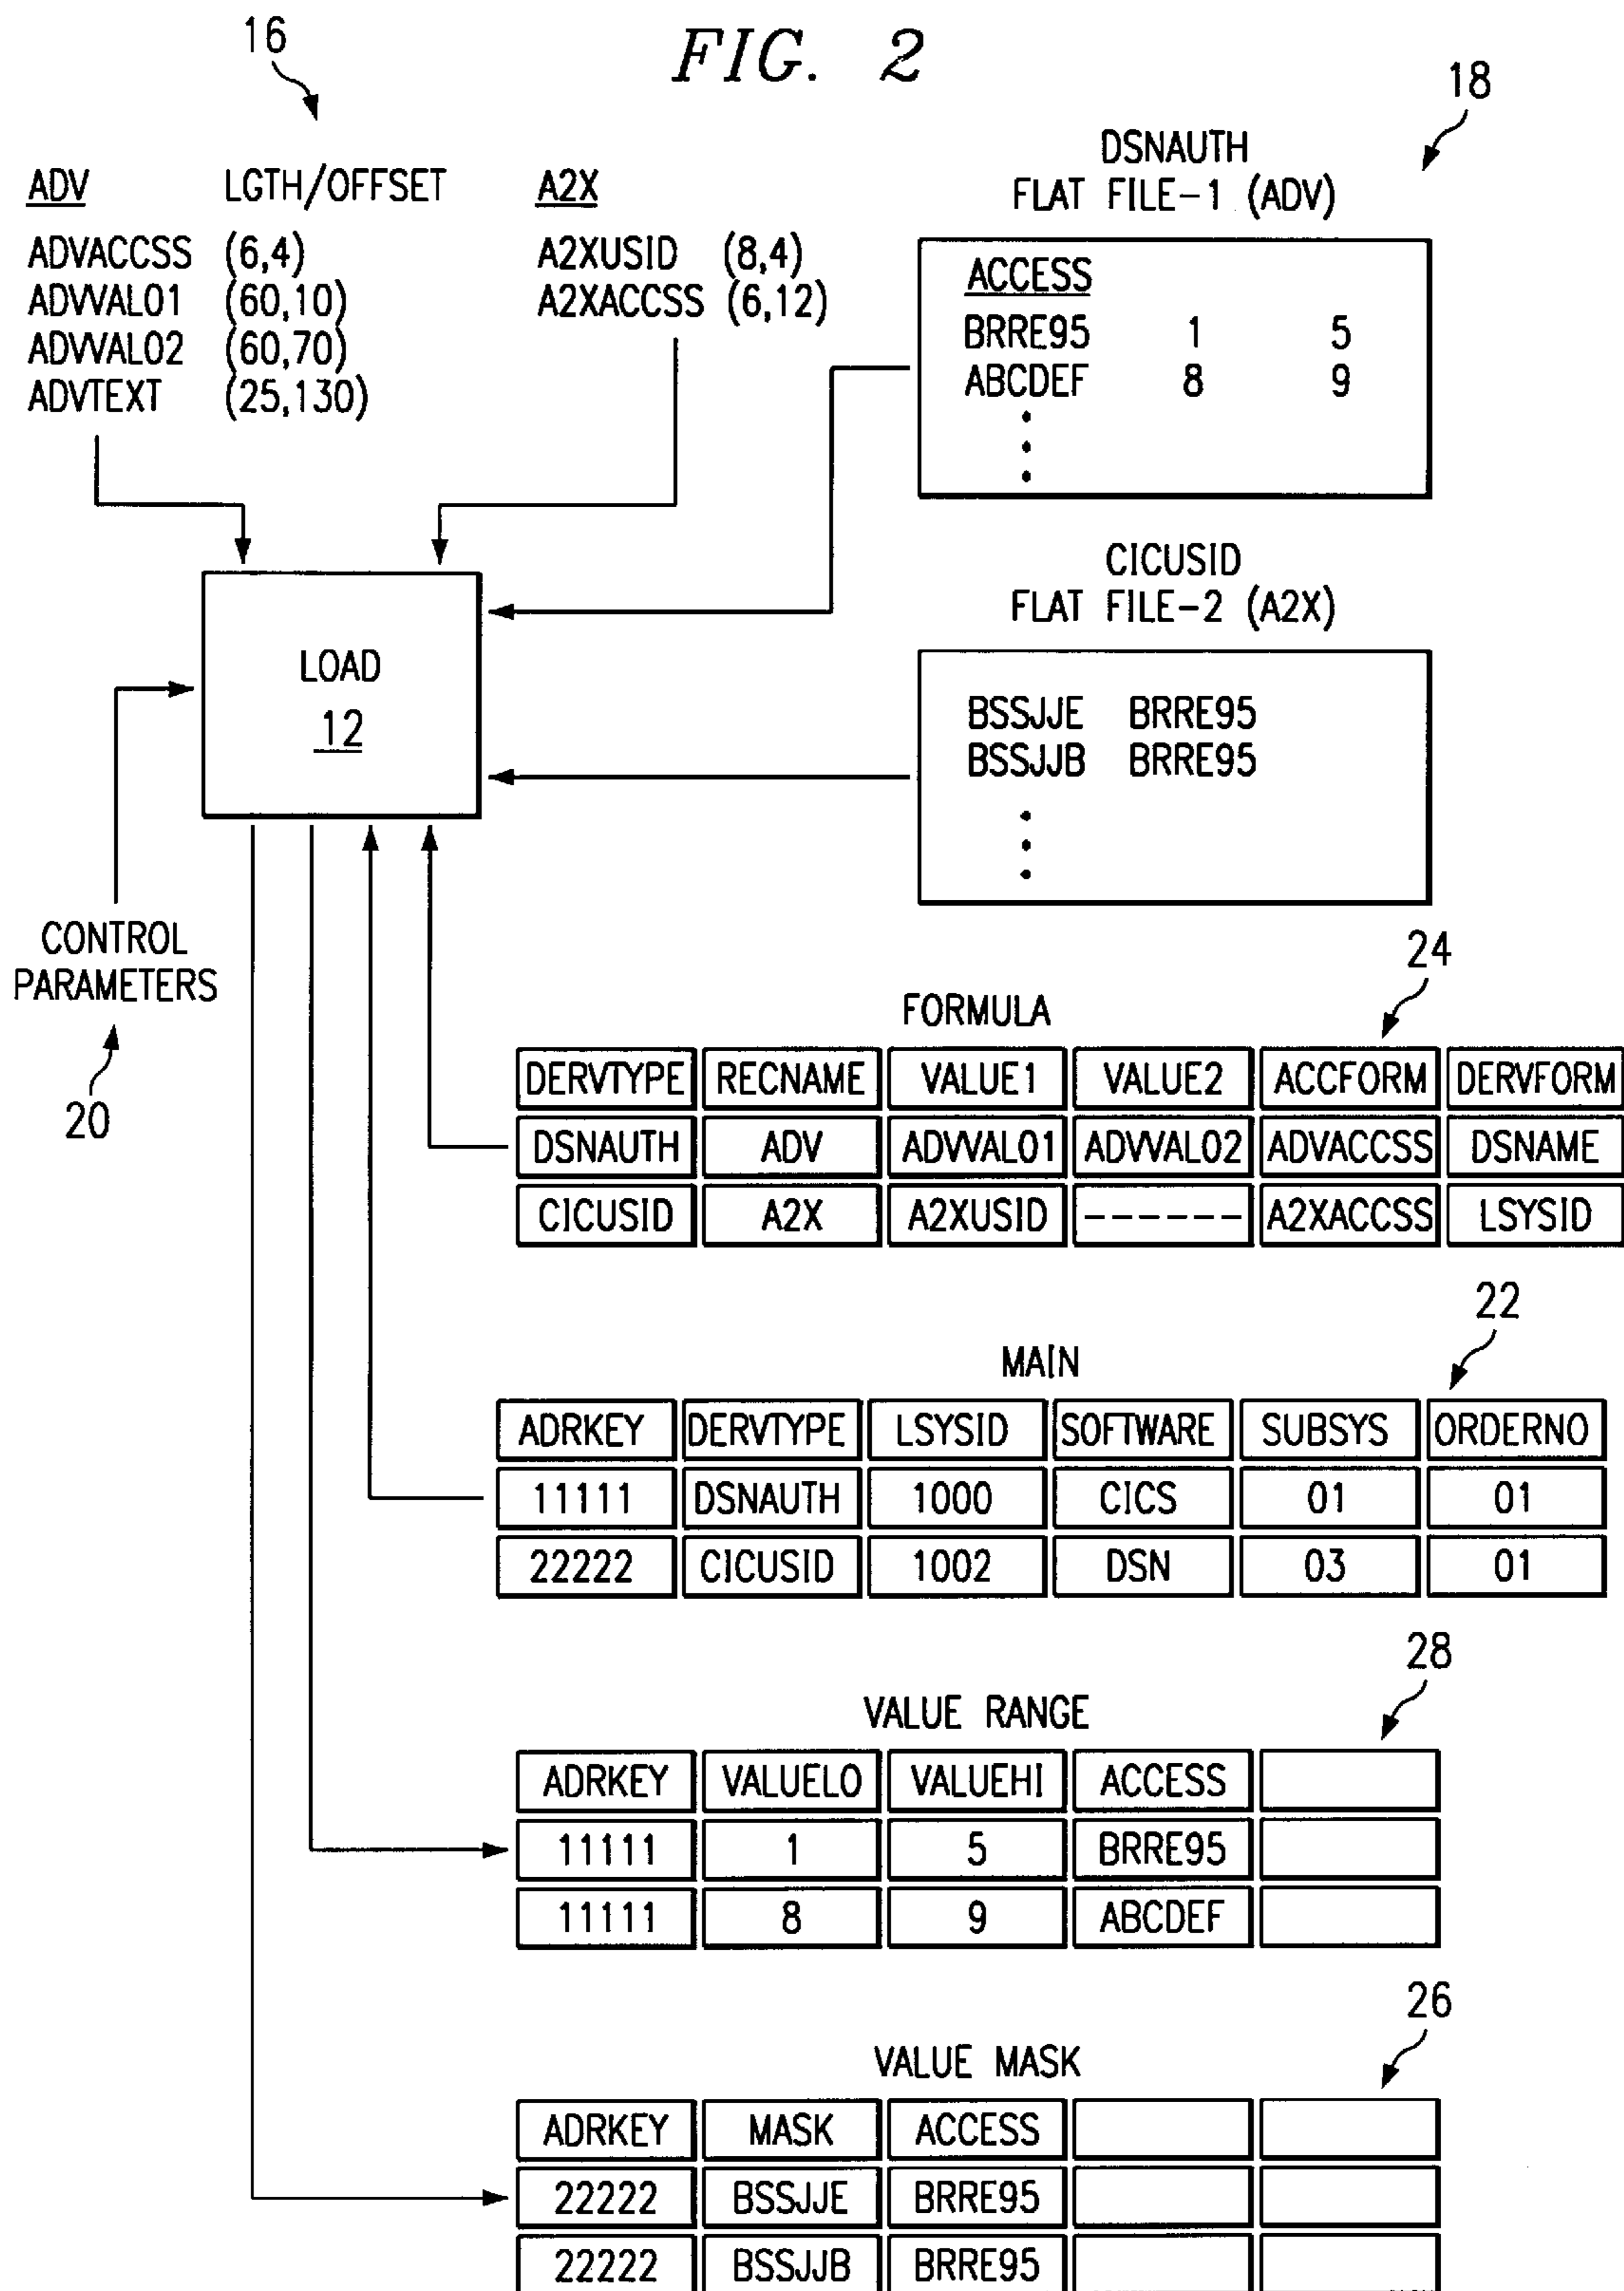 FIG. 2
16
ADV LGTH/OFFSET A2X
ADVACCSS (6,4) A2XUSID (8,4)
ADVVAL01 (60,10) A2XACCSS (6,12)
ADVVAL02 (60,70)
ADVTEXT (25,130)
18
DSNAUTH
FLAT FILE-1 (ADV)
ACCESS
BRRE95 1 5
ABCDEF 8 9
CICUSID
FLAT FILE-2 (A2X)
BSSJJE BRRE95
BSSJJB BRRE95
LOAD
12
CONTROL
PARAMETERS
20
24
FORMULA
DERVTYPE RECNAME VALUE1 VALUE2 ACCFORM DERVFORM
DSNAUTH ADV ADVVAL01 ADVVAL02 ADVACCSS DSNAME
CICUSID A2X A2XUSID ------ A2XACCSS LSYSID
22
MAIN
ADRKEY DERVTYPE LSYSID SOFTWARE SUBSYS ORDERNO
11111 DSNAUTH 1000 CICS 01 01
22222 CICUSID 1002 DSN 03 01
28
VALUE RANGE
ADRKEY VALUELO VALUEHI ACCESS
11111 1 5 BRRE95
11111 8 9 ABCDEF
26
VALUE MASK
ADRKEY MASK ACCESS
22222 BSSJJE BRRE95
22222 BSSJJB BRRE95